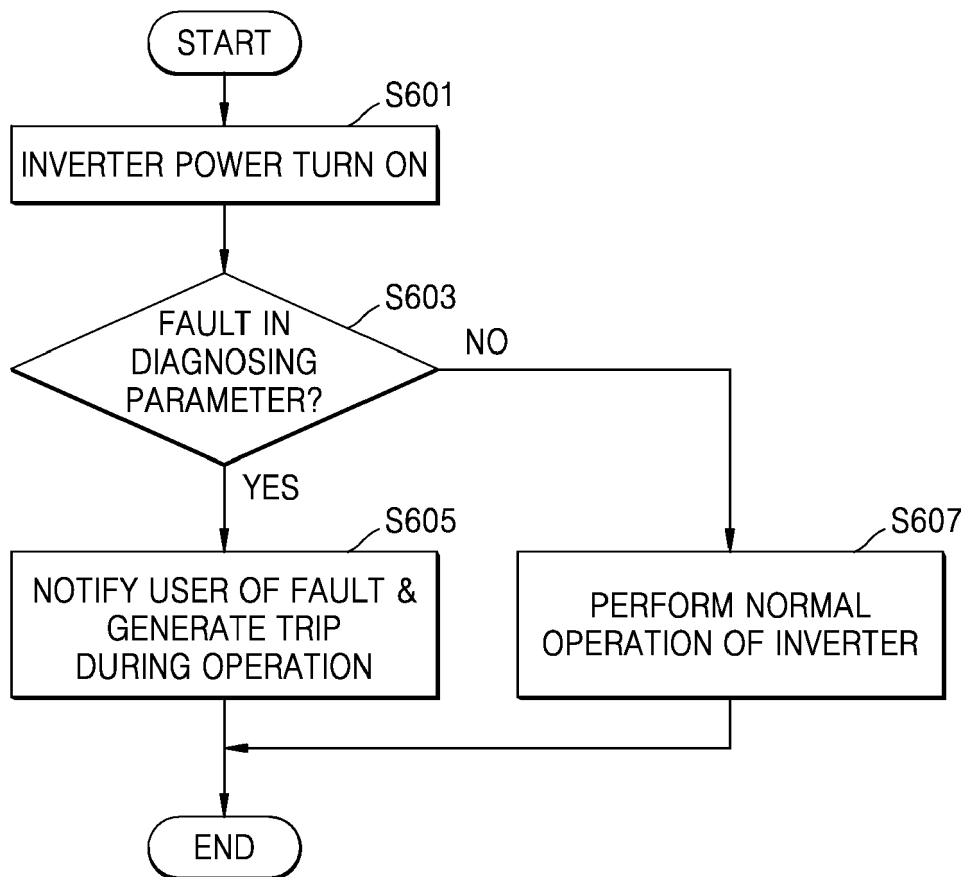 START
S601
INVERTER POWER TURN ON
S603
FAULT IN
DIAGNOSING
PARAMETER?
NO
YES
S605
NOTIFY USER OF FAULT &
GENERATE TRIP
DURING OPERATION
S607
PERFORM NORMAL
OPERATION OF INVERTER
END